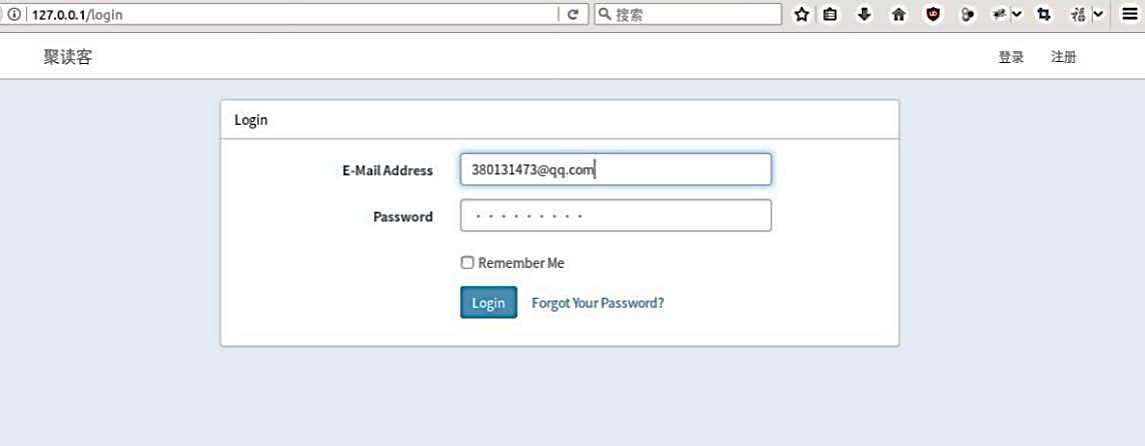 127.0.0.1/login
搜索
聚读客
登录 注册
Login
E-Mail Address 380131473@qq.com
Password
Remember Me
Login Forgot Your Password?